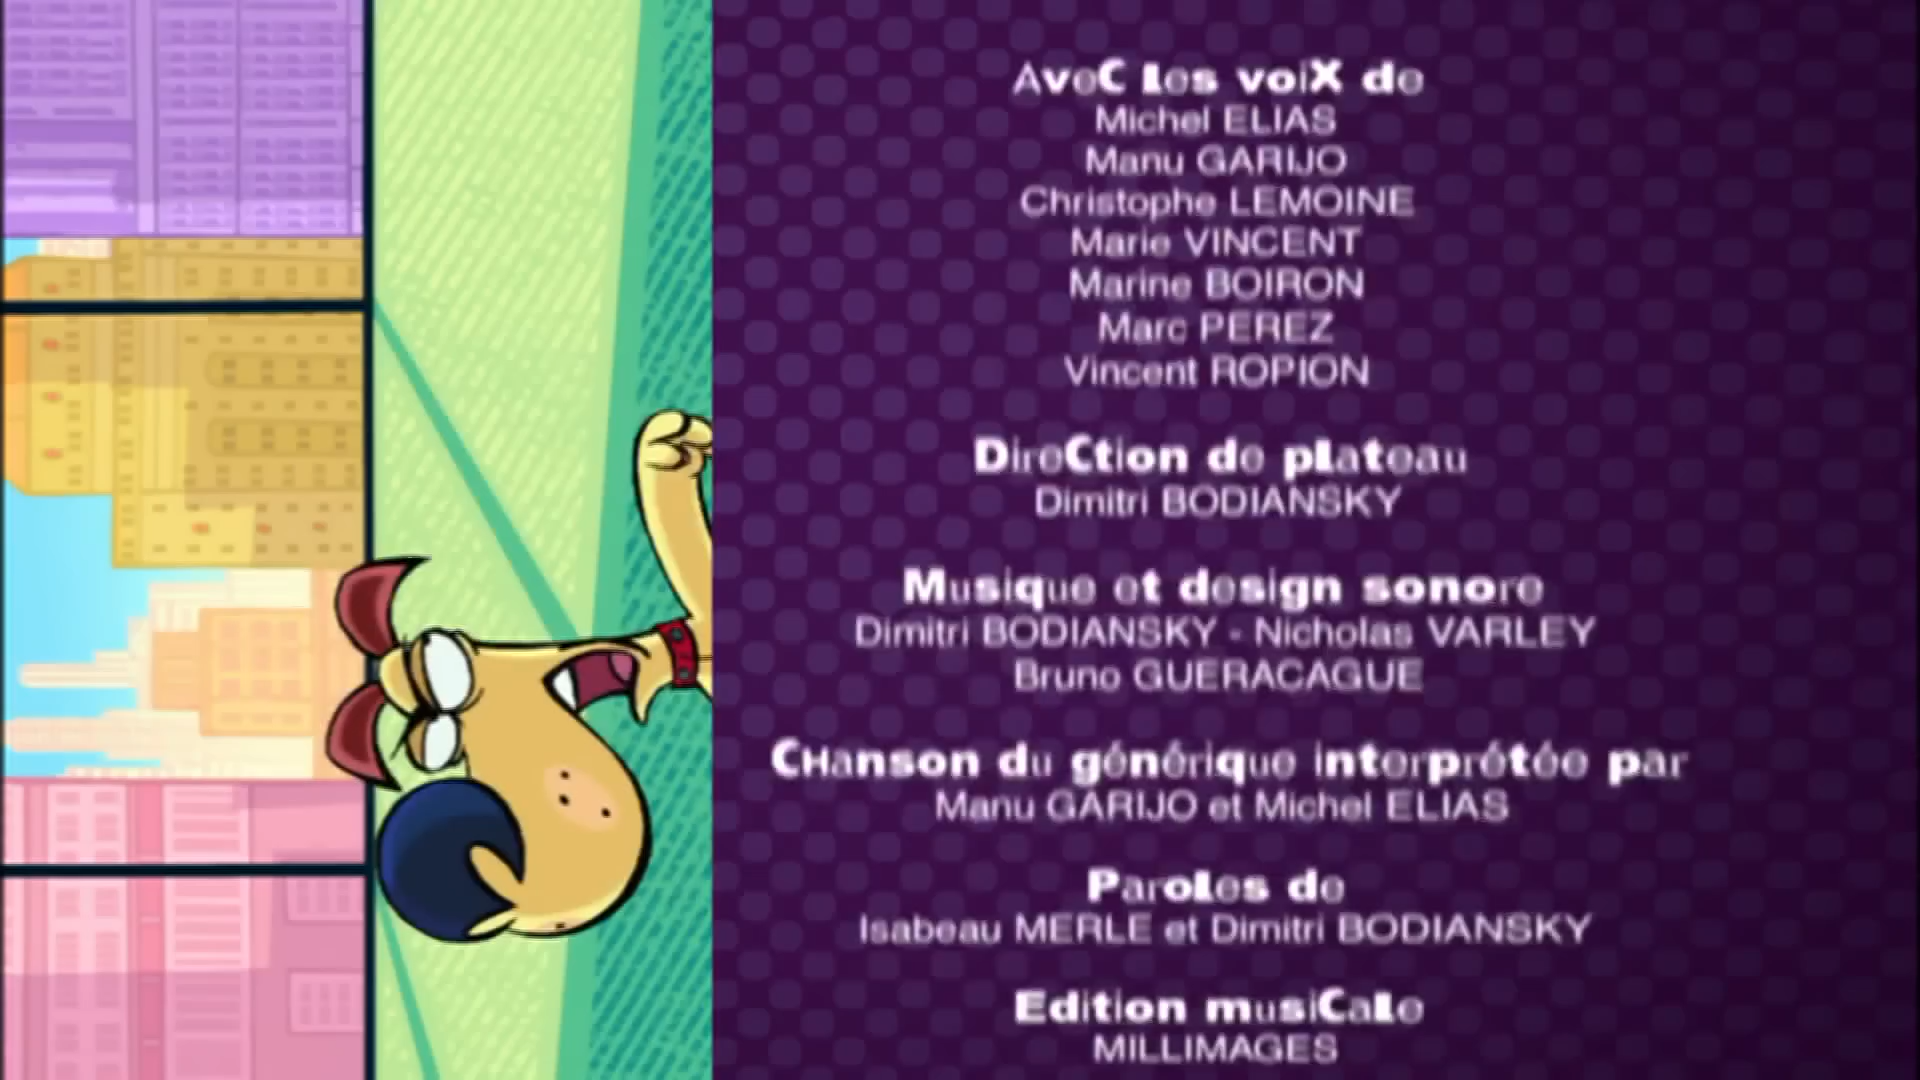 Avec les voix de
Michel ELIAS
Manu GARIJO
Christophe LEMOINE
Marie VINCENT
Marine BOIRON
Marc PEREZ
Vincent ROPION
Direction de plateau
Dimitri BODIANSKY
Musique et design sonore
Dimitri BODIANSKY - Nicholas VARLEY
Bruno GUERACAGUE
Chanson du générique interprétée par
Manu GARIJO et Michel ELIAS
Paroles de
Isabeau MERLE et Dimitri BODIANSKY
Edition musicale
MILLIMAGES